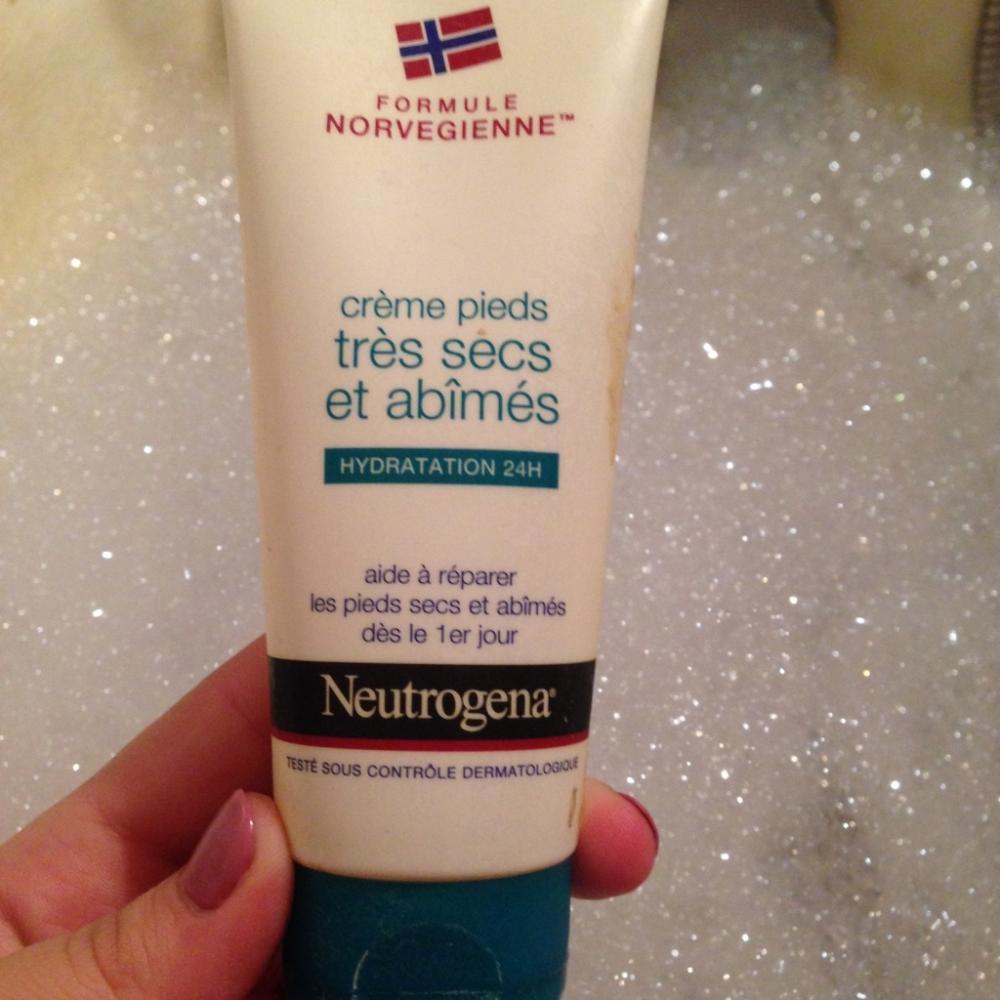 FORMULE
NORVEGIENNE™
crème pieds
très secs
et abîmés
HYDRATATION 24H
aide à réparer
les pieds secs et abîmés
dès le 1er jour
Neutrogena®
TESTÉ SOUS CONTRÔLE DERMATOLOGIQUE